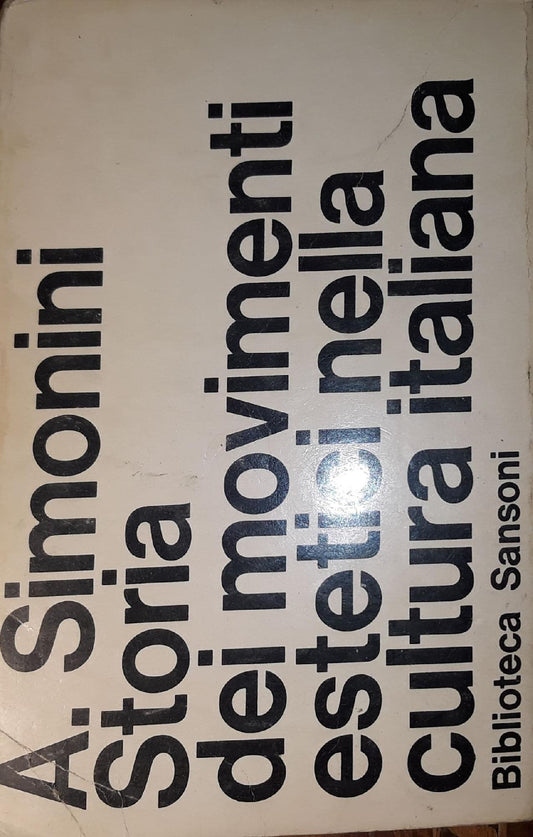 A. Simonini
Storia
dei movimenti
estetici nella
cultura italiana
Biblioteca Sansoni